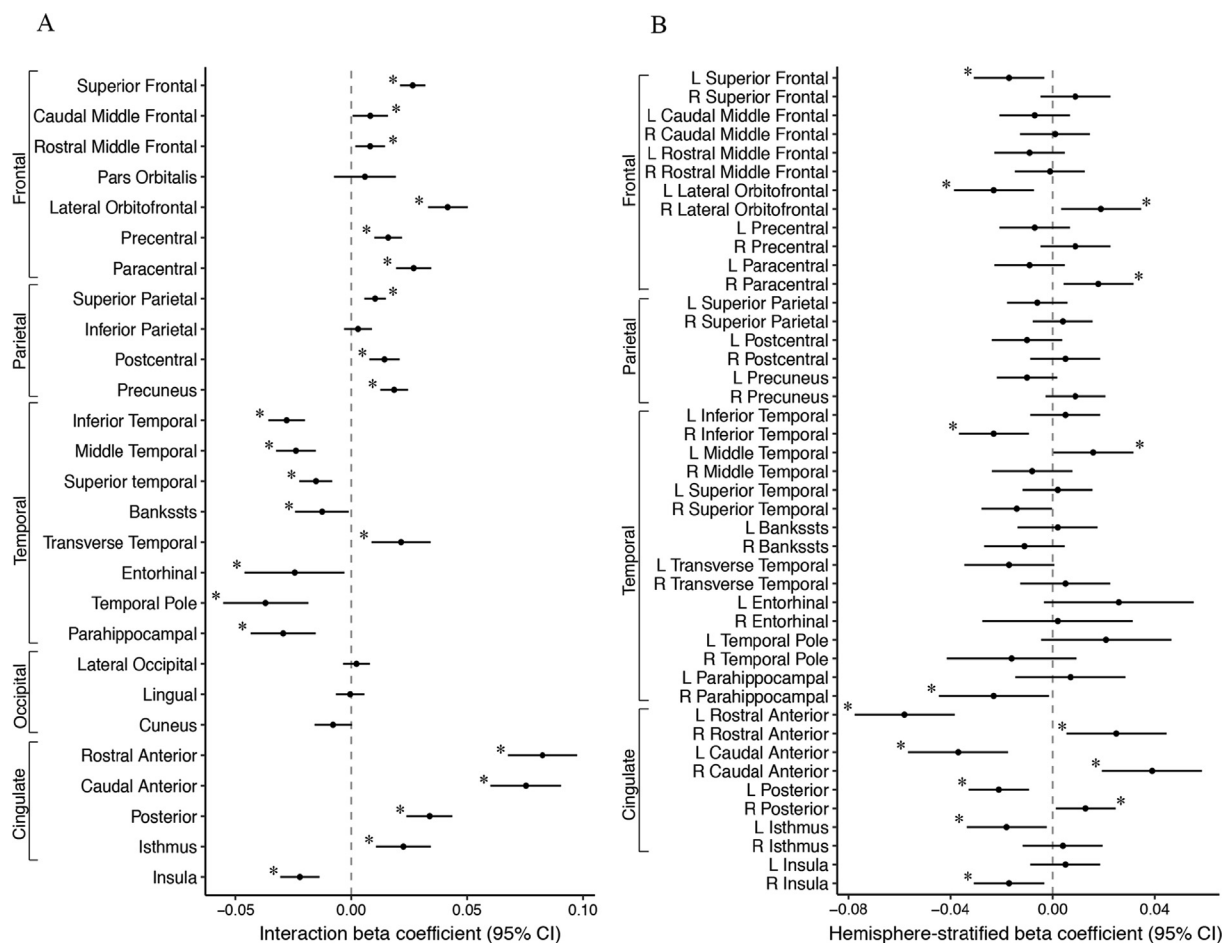 A
Frontal
Superior Frontal
*
Caudal Middle Frontal
*
Rostral Middle Frontal
*
Pars Orbitalis
Lateral Orbitofrontal
*
Precentral
*
Paracentral
*
Parietal
Superior Parietal
*
Inferior Parietal
Postcentral
*
Precuneus
*
Temporal
Inferior Temporal
*
Middle Temporal
*
Superior temporal
*
Bankssts
*
Transverse Temporal
*
Entorhinal
*
Temporal Pole
*
Parahippocampal
*
Occipital
Lateral Occipital
Lingual
Cuneus
Cingulate
Rostral Anterior
*
Caudal Anterior
*
Posterior
*
Isthmus
*
Insula
*
−0.05 0.00 0.05 0.10
Interaction beta coefficient (95% CI)
B
Frontal
L Superior Frontal
*
R Superior Frontal
L Caudal Middle Frontal
R Caudal Middle Frontal
L Rostral Middle Frontal
R Rostral Middle Frontal
L Lateral Orbitofrontal
*
R Lateral Orbitofrontal
*
L Precentral
R Precentral
L Paracentral
R Paracentral
*
Parietal
L Superior Parietal
R Superior Parietal
L Postcentral
R Postcentral
L Precuneus
R Precuneus
Temporal
L Inferior Temporal
R Inferior Temporal
*
L Middle Temporal
*
R Middle Temporal
L Superior Temporal
R Superior Temporal
L Bankssts
R Bankssts
L Transverse Temporal
R Transverse Temporal
L Entorhinal
R Entorhinal
L Temporal Pole
R Temporal Pole
L Parahippocampal
R Parahippocampal
*
Cingulate
L Rostral Anterior
*
R Rostral Anterior
*
L Caudal Anterior
*
R Caudal Anterior
*
L Posterior
*
R Posterior
*
L Isthmus
*
R Isthmus
L Insula
R Insula
*
−0.08 −0.04 0.00 0.04
Hemisphere-stratified beta coefficient (95% CI)